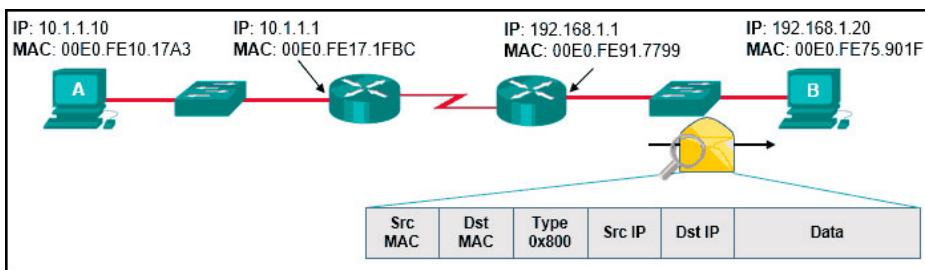 IP: 10.1.1.10
MAC: 00E0.FE10.17A3
IP: 10.1.1.1
MAC: 00E0.FE17.1FBC
IP: 192.168.1.1
MAC: 00E0.FE91.7799
IP: 192.168.1.20
MAC: 00E0.FE75.901F
A
B
Src
MAC
Dst
MAC
Type
0x800
Src IP
Dst IP
Data